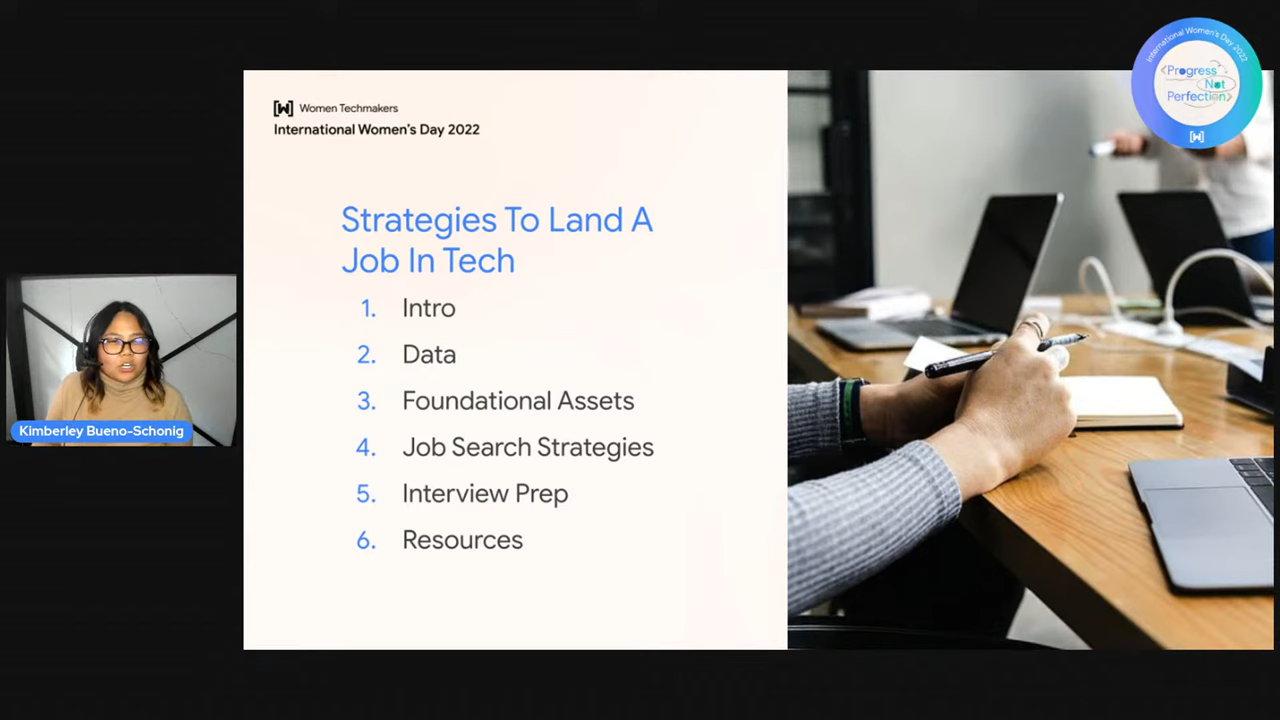 International Women's Day 2022
<Progress
Not
Perfection>
[W]
[W] Women Techmakers
International Women's Day 2022
Strategies To Land A
Job In Tech
1. Intro
2. Data
3. Foundational Assets
4. Job Search Strategies
5. Interview Prep
6. Resources
Kimberley Bueno-Schonig